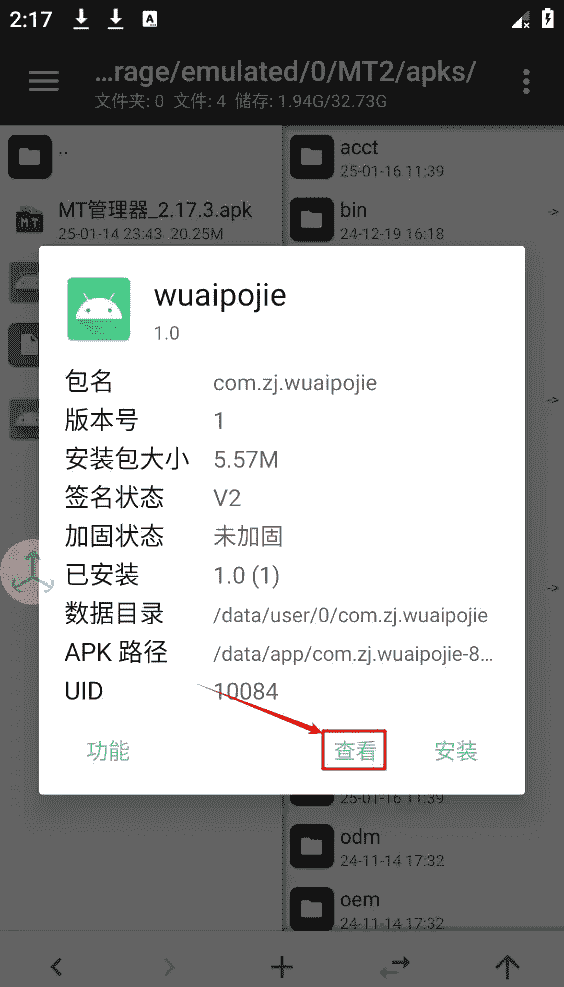 2:17
A
...rage/emulated/0/MT2/apks/
文件夹: 0 文件: 4 储存: 1.94G/32.73G
..
acct
25-01-16 11:39
MT管理器_2.17.3.apk
25-01-14 23:43 20.25M
bin
24-12-19 16:18
->
wuaipojie
1.0
包名 com.zj.wuaipojie
版本号 1
安装包大小 5.57M
签名状态 V2
->
加固状态 未加固
已安装 1.0 (1)
->
数据目录 /data/user/0/com.zj.wuaipojie
APK 路径 /data/app/com.zj.wuaipojie-8...
UID 10084
功能 查看 安装
25-01-16 11:39
odm
24-11-14 17:32
oem
24-11-14 17:32